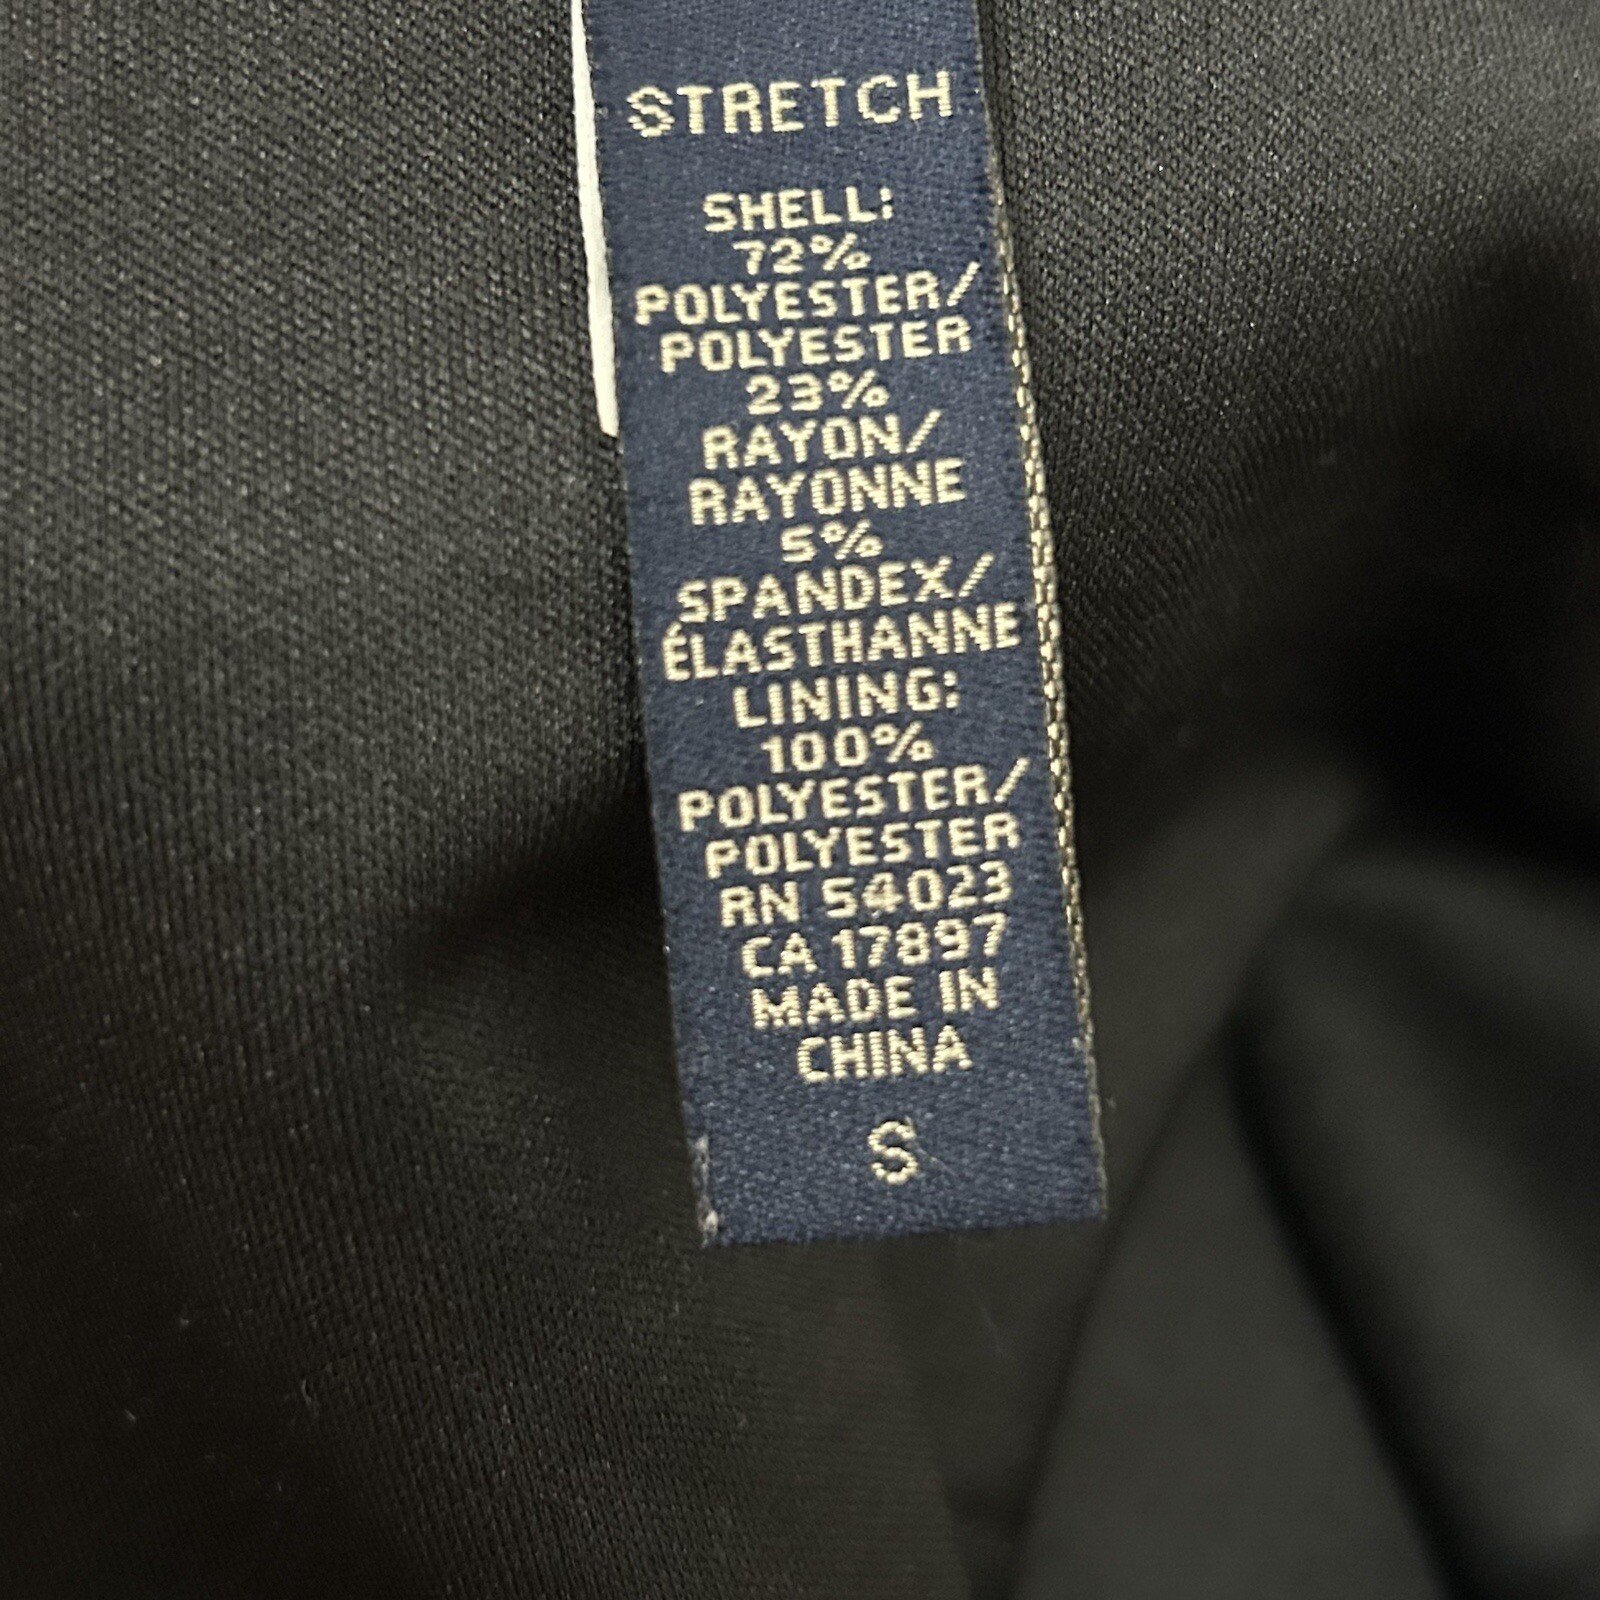 STRETCH
SHELL:
72%
POLYESTER/
POLYESTER
23%
RAYON/
RAYONNE
5%
SPANDEX/
ÉLASTHANNE
LINING:
100%
POLYESTER/
POLYESTER
RN 54023
CA 17897
MADE IN
CHINA
S